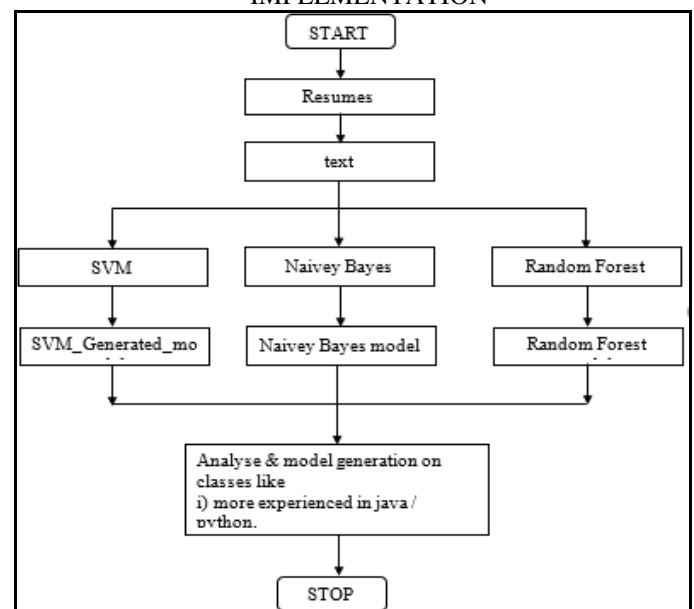 IMPLEMENTATION
START
Resumes
text
SVM
Naivey Bayes
Random Forest
SVM_Generated_mo
Naivey Bayes model
Random Forest
Analyse & model generation on
classes like
i) more experienced in java /
python.
STOP